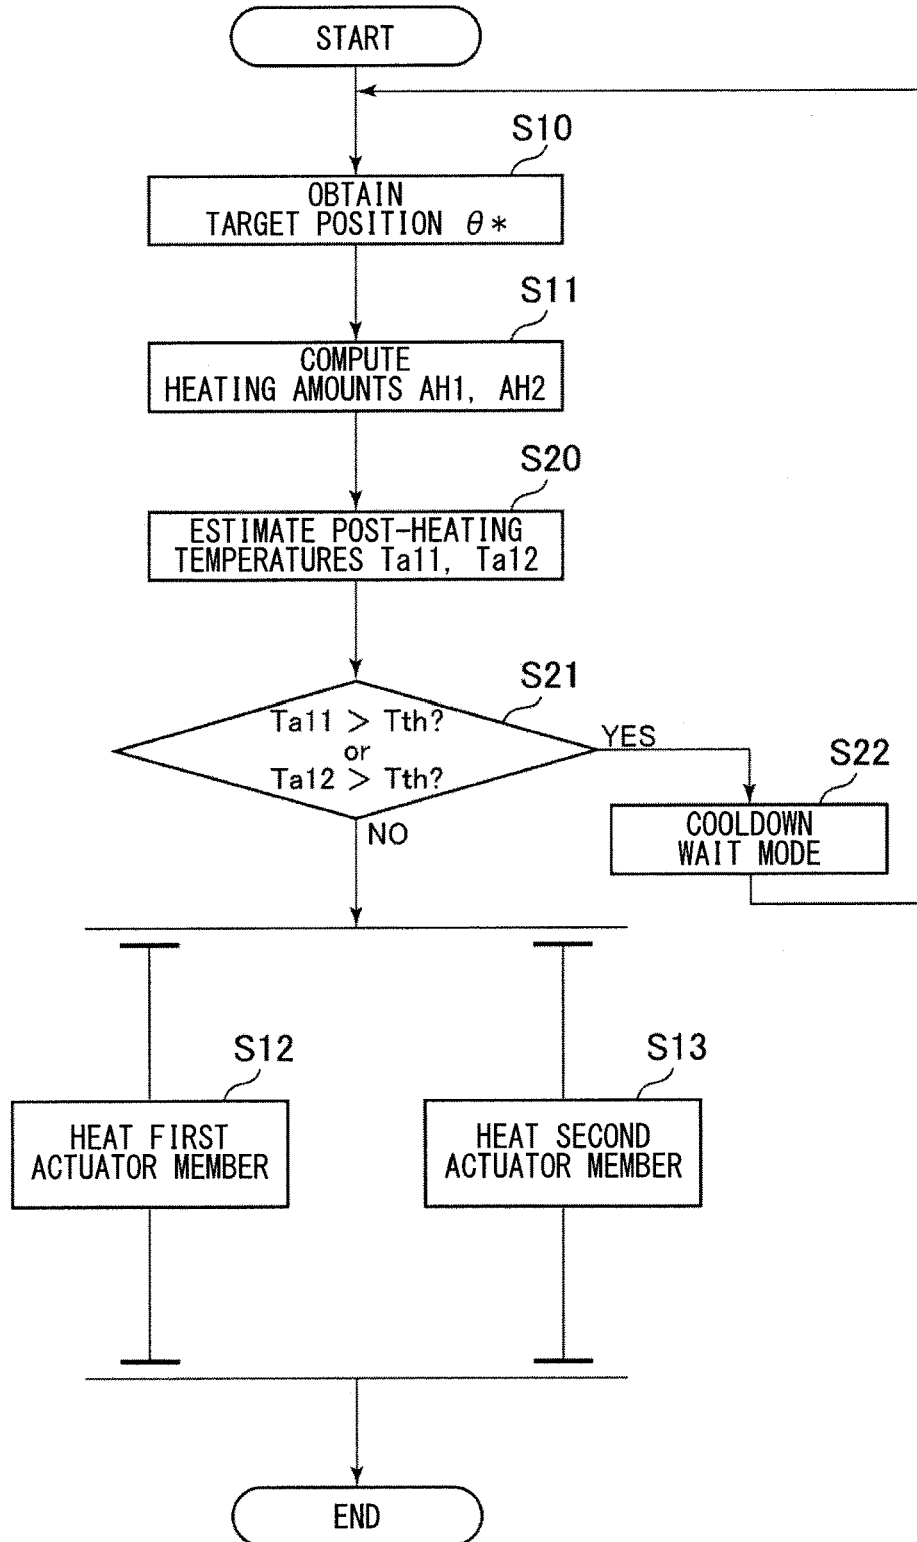 START
S10
OBTAIN
TARGET POSITION θ*
S11
COMPUTE
HEATING AMOUNTS AH1, AH2
S20
ESTIMATE POST-HEATING
TEMPERATURES Ta11, Ta12
S21
Ta11 > Tth?
or
Ta12 > Tth?
YES
S22
COOLDOWN
WAIT MODE
NO
S12
HEAT FIRST
ACTUATOR MEMBER
S13
HEAT SECOND
ACTUATOR MEMBER
END